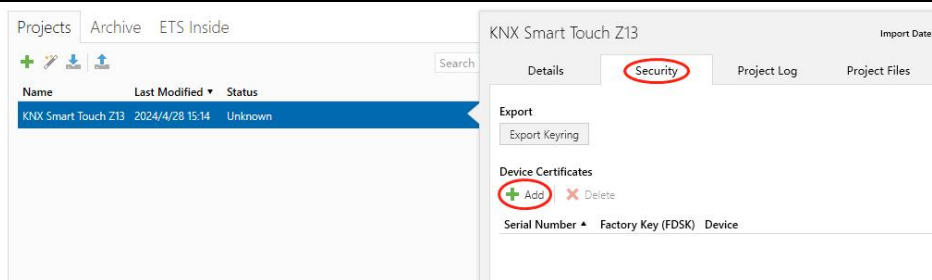 Projects Archive ETS Inside
Search
Name Last Modified ▼ Status
KNX Smart Touch Z13 2024/4/28 15:14 Unknown
KNX Smart Touch Z13 Import Date
Details Security Project Log Project Files
Export
Export Keyring
Device Certificates
Add Delete
Serial Number ▲ Factory Key (FDSK) Device